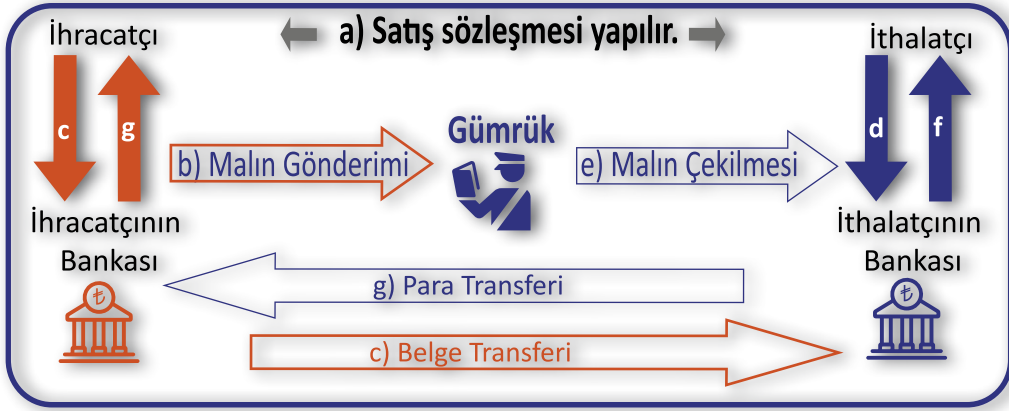 a) Satış sözleşmesi yapılır.
İhracatçı
İthalatçı
c
g
d
f
Gümrük
b) Malın Gönderimi
e) Malın Çekilmesi
İhracatçının
Bankası
İthalatçının
Bankası
₺
₺
g) Para Transferi
c) Belge Transferi